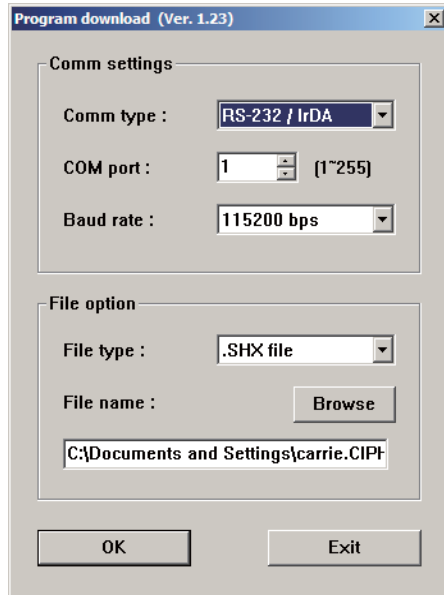 Program download (Ver. 1.23)
Comm settings
Comm type : RS-232 / IrDA
COM port : 1 (1~255)
Baud rate : 115200 bps
File option
File type : .SHX file
File name : Browse
C:\Documents and Settings\carrie.CIPH
OK Exit